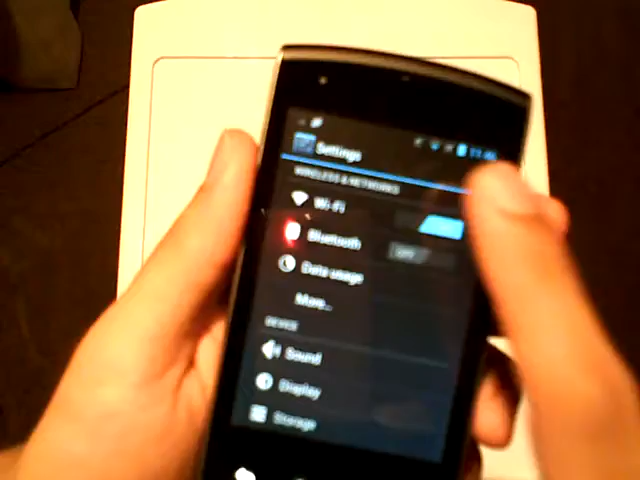 Settings
WIRELESS & NETWORKS
Wi-Fi
Bluetooth OFF
Data usage
More...
DEVICE
Sound
Display
Storage